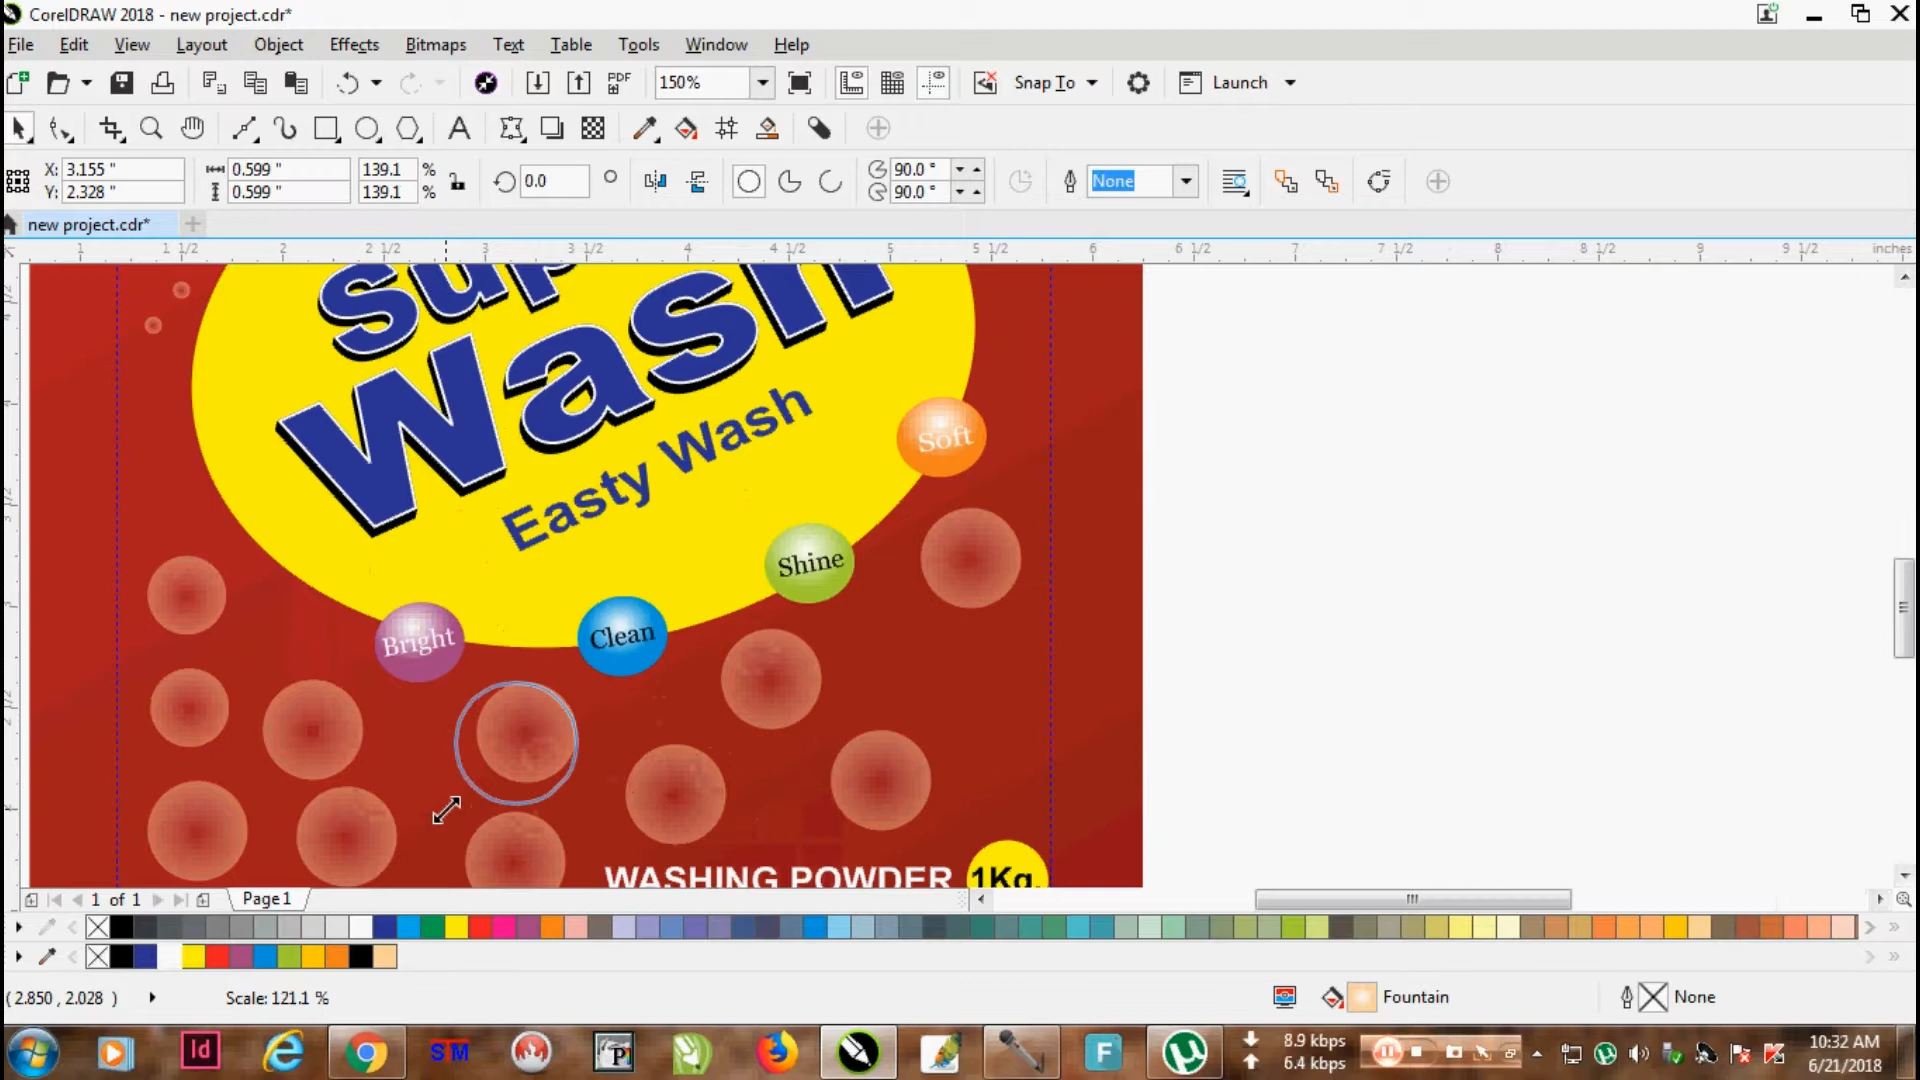 CorelDRAW 2018 - new project.cdr*
File Edit View Layout Object Effects Bitmaps Text Table Tools Window Help
PDF 150% Snap To Launch
X: 3.155 " 0.599 " 139.1 % 0.0 90.0 ° None
Y: 2.328 " 0.599 " 139.1 % 90.0 °
new project.cdr*
1 1 1/2 2 2 1/2 3 3 1/2 4 4 1/2 5 5 1/2 6 6 1/2 7 7 1/2 8 8 1/2 9 9 1/2 inches
Sup
Wash
Easty Wash
Soft
Shine
Clean
Bright
WASHING POWDER 1Kg.
1 of 1 Page 1
( 2.850 , 2.028 ) Scale: 121.1 % Fountain None
Id SM P F 8.9 kbps 10:32 AM
6.4 kbps 6/21/2018